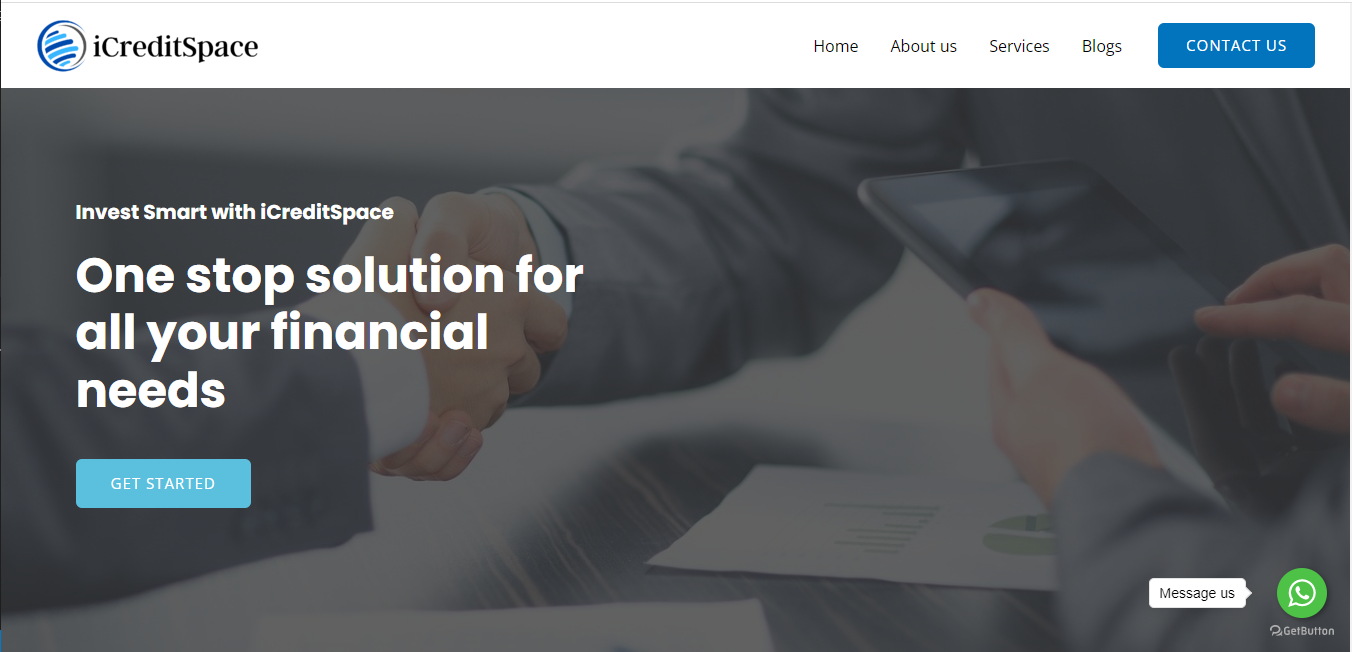 iCreditSpace
Home
About us
Services
Blogs
CONTACT US
Invest Smart with iCreditSpace
One stop solution for
all your financial
needs
GET STARTED
Message us
GetButton